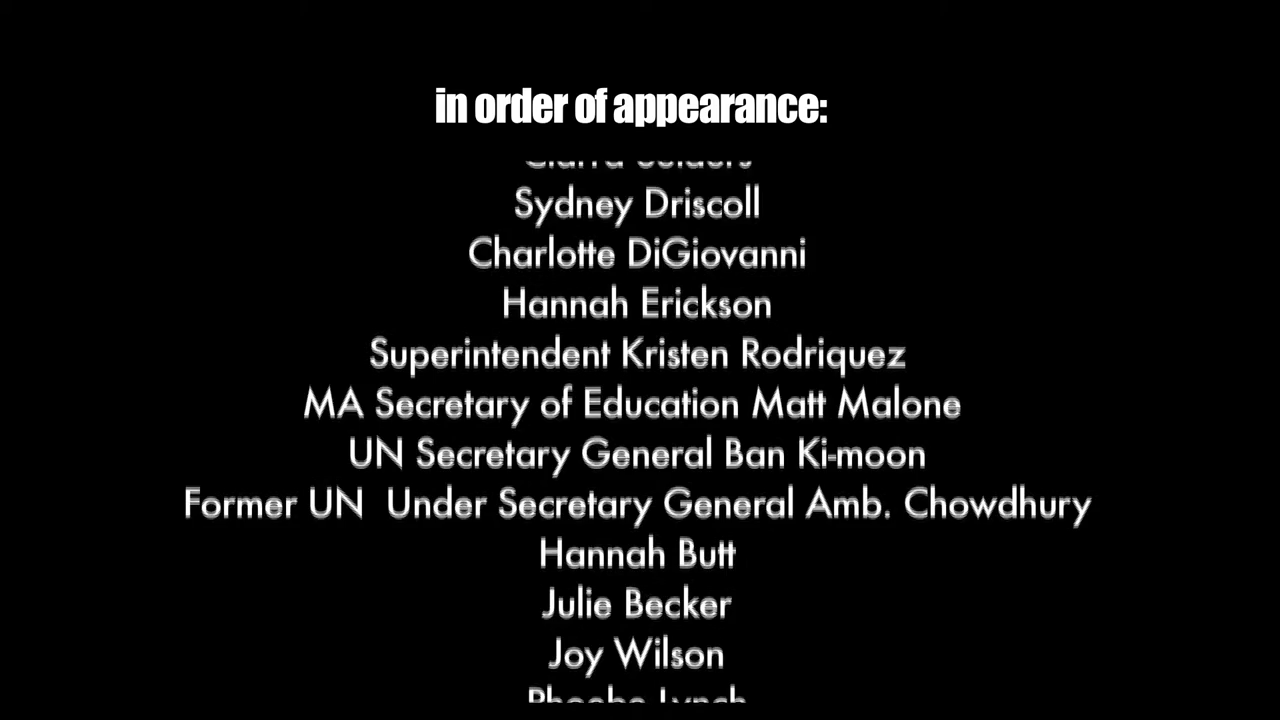 in order of appearance:
Sydney Driscoll
Charlotte DiGiovanni
Hannah Erickson
Superintendent Kristen Rodriquez
MA Secretary of Education Matt Malone
UN Secretary General Ban Ki-moon
Former UN  Under Secretary General Amb. Chowdhury
Hannah Butt
Julie Becker
Joy Wilson
Phoebe Lynch